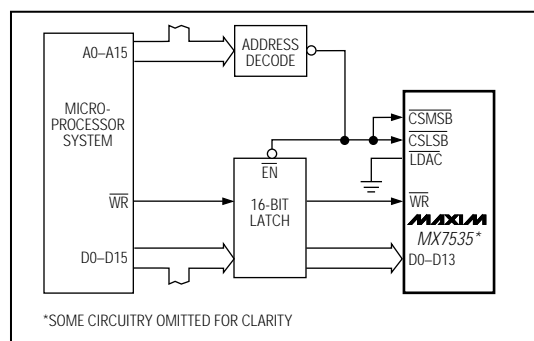 A0–A15
ADDRESS
DECODE
MICRO-
PROCESSOR
SYSTEM
CSMSB
CSLSB
LDAC
EN
WR
16-BIT
LATCH
WR
MAXIM
MX7535*
D0–D15
D0–D13
*SOME CIRCUITRY OMITTED FOR CLARITY